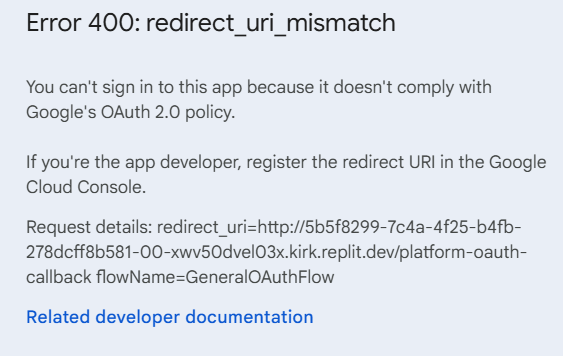 Error 400: redirect_uri_mismatch
You can't sign in to this app because it doesn't comply with
Google's OAuth 2.0 policy.
If you're the app developer, register the redirect URI in the Google
Cloud Console.
Request details: redirect_uri=http://5b5f8299-7c4a-4f25-b4fb-
278dcff8b581-00-xwv50dvel03x.kirk.replit.dev/platform-oauth-
callback flowName=GeneralOAuthFlow
Related developer documentation